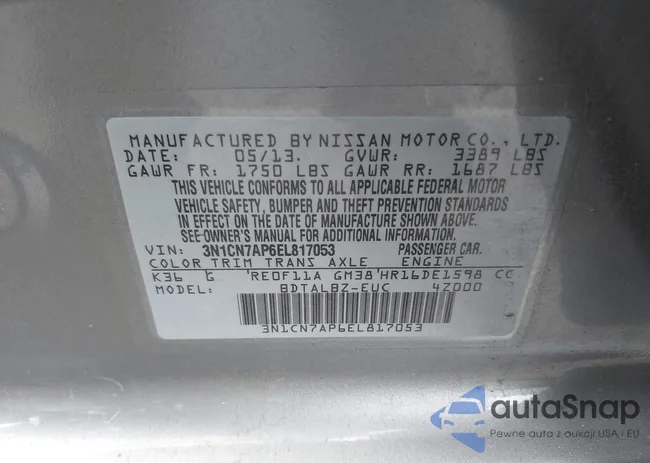 MANUFACTURED BY NISSAN MOTOR CO., LTD.
DATE: 05/13. GVWR: 3389 LBS
GAWR FR: 1750 LBS GAWR RR: 1687 LBS
THIS VEHICLE CONFORMS TO ALL APPLICABLE FEDERAL MOTOR
VEHICLE SAFETY, BUMPER AND THEFT PREVENTION STANDARDS
IN EFFECT ON THE DATE OF MANUFACTURE SHOWN ABOVE.
SEE OWNER'S MANUAL FOR ADDITIONAL INFORMATION.
VIN: 3N1CN7AP6EL817053 PASSENGER CAR.
COLOR TRIM TRANS AXLE ENGINE
K36 G 'RE0F11A GM38'HR16DE1598 CC
MODEL: BDTALBZ-EUC 4Z000
3N1CN7AP6EL817053
autaSnap
Pewne auta z aukcji USA i EU